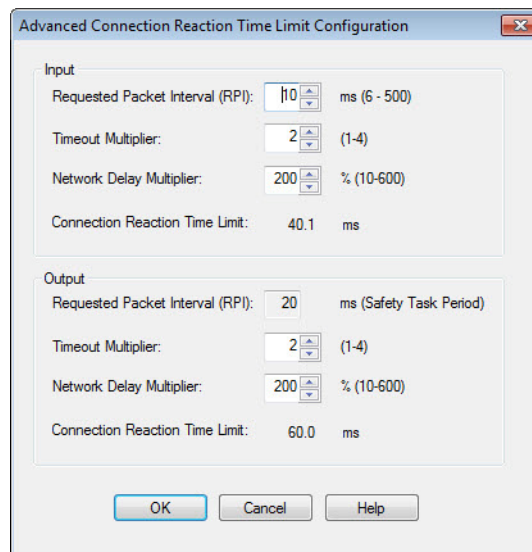 Advanced Connection Reaction Time Limit Configuration
Input
Requested Packet Interval (RPI): 10 ms (6 - 500)
Timeout Multiplier: 2 (1-4)
Network Delay Multiplier: 200 % (10-600)
Connection Reaction Time Limit: 40.1 ms
Output
Requested Packet Interval (RPI): 20 ms (Safety Task Period)
Timeout Multiplier: 2 (1-4)
Network Delay Multiplier: 200 % (10-600)
Connection Reaction Time Limit: 60.0 ms
OK Cancel Help